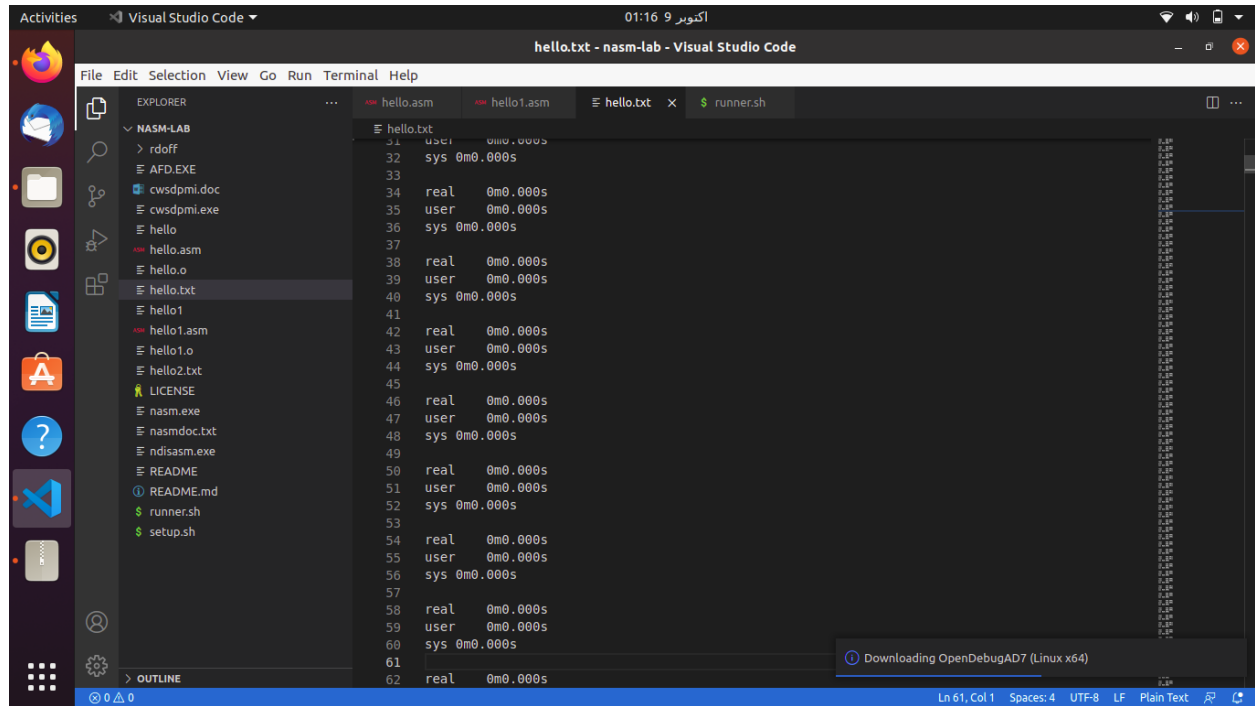 Activities
Visual Studio Code
اکتوبر 9 01:16
hello.txt - nasm-lab - Visual Studio Code
File Edit Selection View Go Run Terminal Help
EXPLORER
NASM-LAB
rdoff
AFD.EXE
cwsdpmi.doc
cwsdpmi.exe
hello
hello.asm
hello.o
hello.txt
hello1
hello1.asm
hello1.o
hello2.txt
LICENSE
nasm.exe
nasmdoc.txt
ndisasm.exe
README
README.md
runner.sh
setup.sh
OUTLINE
hello.asm hello1.asm hello.txt $ runner.sh
hello.txt
31 user 0m0.000s
32 sys 0m0.000s
33
34 real 0m0.000s
35 user 0m0.000s
36 sys 0m0.000s
37
38 real 0m0.000s
39 user 0m0.000s
40 sys 0m0.000s
41
42 real 0m0.000s
43 user 0m0.000s
44 sys 0m0.000s
45
46 real 0m0.000s
47 user 0m0.000s
48 sys 0m0.000s
49
50 real 0m0.000s
51 user 0m0.000s
52 sys 0m0.000s
53
54 real 0m0.000s
55 user 0m0.000s
56 sys 0m0.000s
57
58 real 0m0.000s
59 user 0m0.000s
60 sys 0m0.000s
61
62 real 0m0.000s
Downloading OpenDebugAD7 (Linux x64)
0 0 Ln 61, Col 1 Spaces: 4 UTF-8 LF Plain Text